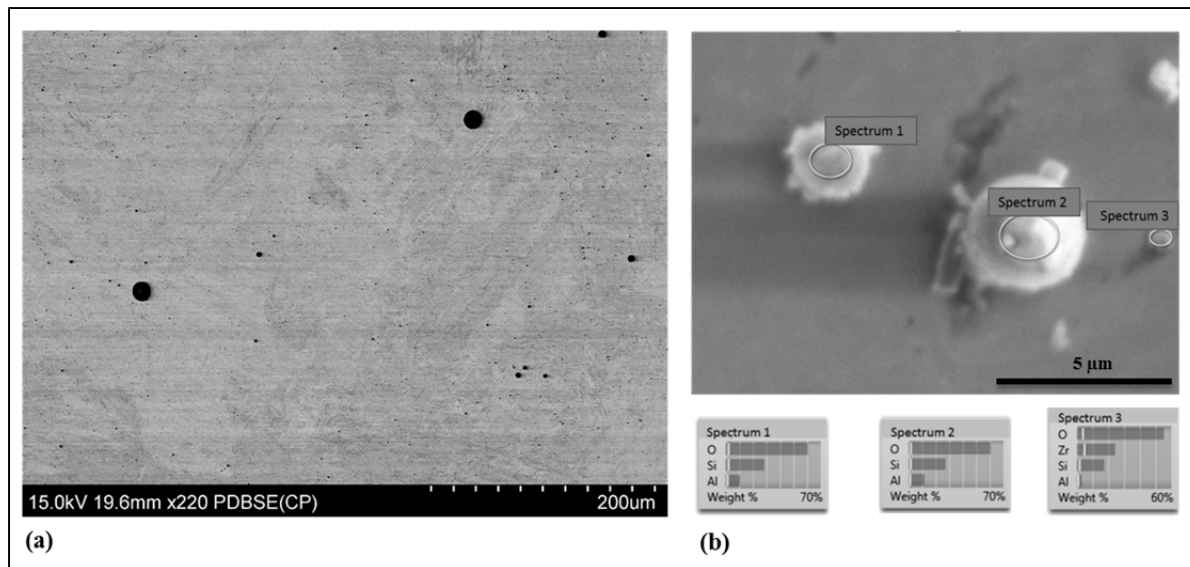 15.0kV 19.6mm x220 PDBSE(CP) 200um
(a)
Spectrum 1
Spectrum 2
Spectrum 3
5 µm
Spectrum 1
O
Si
Al
Weight % 70%
Spectrum 2
O
Si
Al
Weight % 70%
Spectrum 3
O
Zr
Si
Al
Weight % 60%
(b)